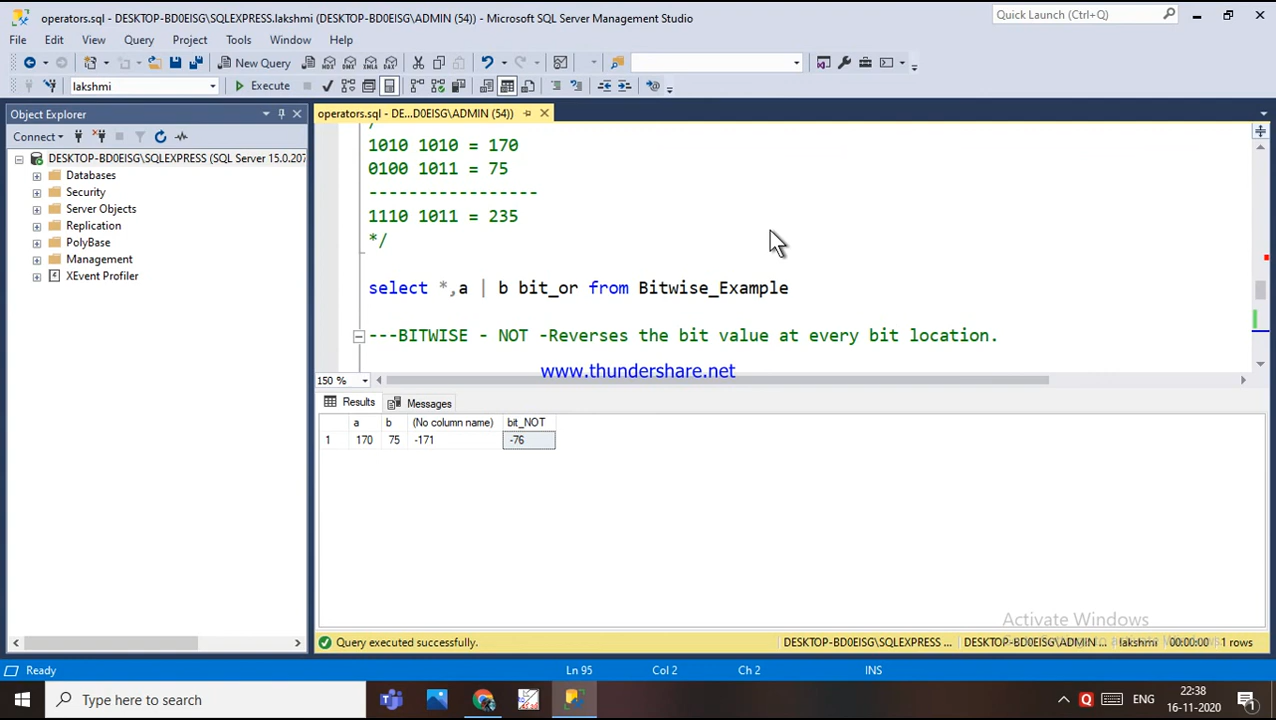 operators.sql - DESKTOP-BD0EISG\SQLEXPRESS.lakshmi (DESKTOP-BD0EISG\ADMIN (54)) - Microsoft SQL Server Management Studio
Quick Launch (Ctrl+Q)
File Edit View Query Project Tools Window Help
New Query
lakshmi
Execute
Object Explorer
operators.sql - DE...D0EISG\ADMIN (54))
Connect
DESKTOP-BD0EISG\SQLEXPRESS (SQL Server 15.0.207
Databases
Security
Server Objects
Replication
PolyBase
Management
XEvent Profiler
1010 1010 = 170
0100 1011 = 75
-----------------
1110 1011 = 235
*/
select *,a | b bit_or from Bitwise_Example
---BITWISE - NOT -Reverses the bit value at every bit location.
www.thundershare.net
150 %
Results Messages
a b (No column name) bit_NOT
1 170 75 -171 -76
Activate Windows
Query executed successfully.
DESKTOP-BD0EISG\SQLEXPRESS ... DESKTOP-BD0EISG\ADMIN ... lakshmi 00:00:00 1 rows
Ready Ln 95 Col 2 Ch 2 INS
Type here to search
ENG
22:38
16-11-2020
1